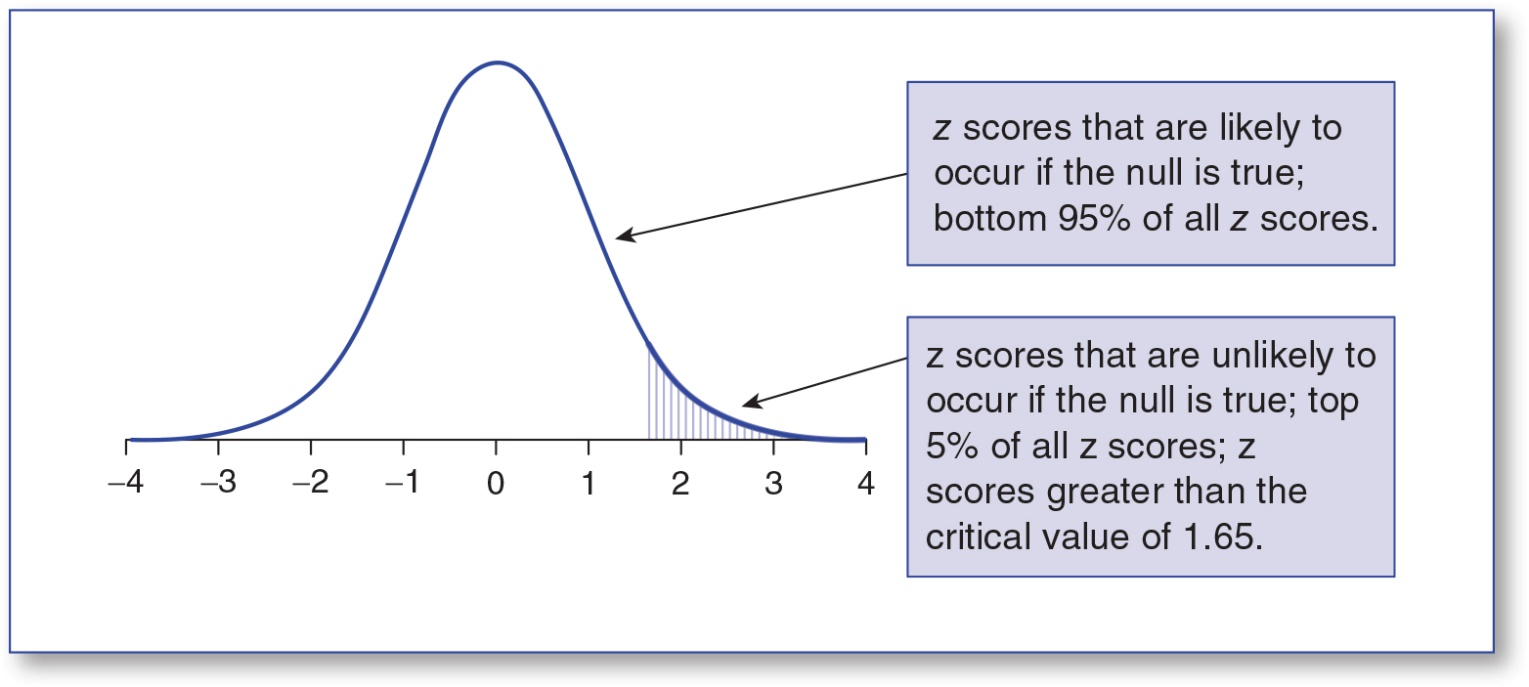 z scores that are likely to
occur if the null is true;
bottom 95% of all z scores.
z scores that are unlikely to
occur if the null is true; top
5% of all z scores; z
scores greater than the
critical value of 1.65.
–4 –3 –2 –1 0 1 2 3 4